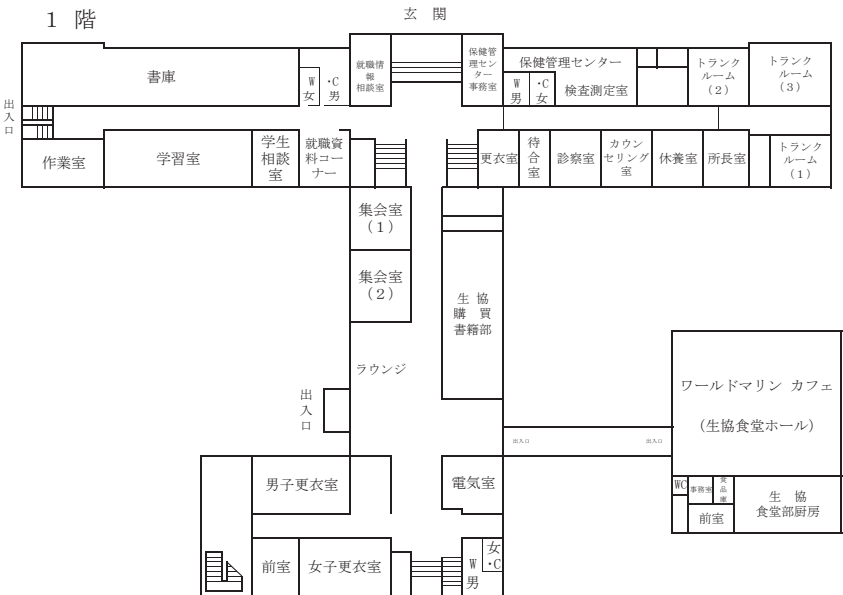 1 階
玄 関
書庫
W
女
・C
男
就職情
報
相談室
保健管
理セン
ター
事務室
保健管理センター
W
男
・C
女
検査測定室
トランク
ルーム
（2）
トランク
ルーム
（3）
出
入
口
作業室
学習室
学生
相談
室
就職資
料コー
ナー
更衣室
待
合
室
診察室
カウン
セリング
室
休養室
所長室
トランク
ルーム
（1）
集会室
（1）
集会室
（2）
生 協
購 買
書籍部
ラウンジ
出
入
口
ワールドマリン カフェ
（生協食堂ホール）
出入口
出入口
男子更衣室
電気室
WC
事務室
食
品
庫
前室
生 協
食堂部厨房
前室
女子更衣室
W
男
女
・C